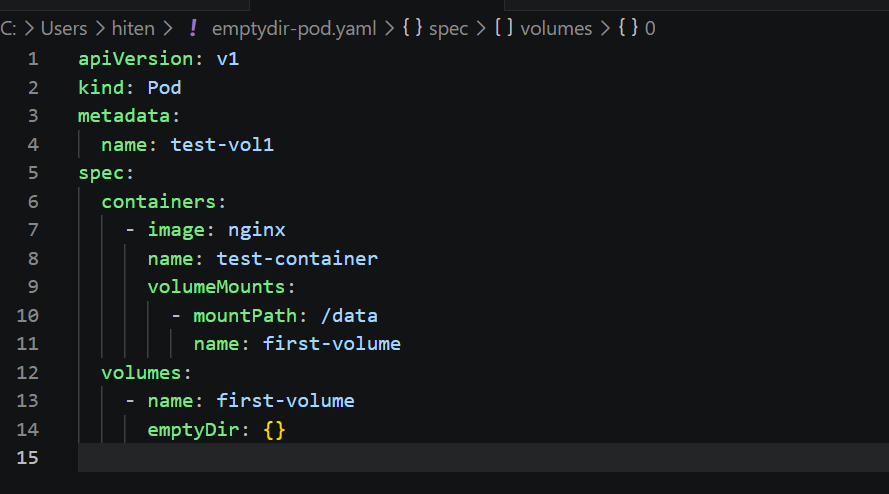 C: > Users > hiten > ! emptydir-pod.yaml > { } spec > [ ] volumes > { } 0
1 apiVersion: v1
2 kind: Pod
3 metadata:
4   name: test-vol1
5 spec:
6   containers:
7     - image: nginx
8       name: test-container
9       volumeMounts:
10         - mountPath: /data
11           name: first-volume
12   volumes:
13     - name: first-volume
14       emptyDir: {}
15